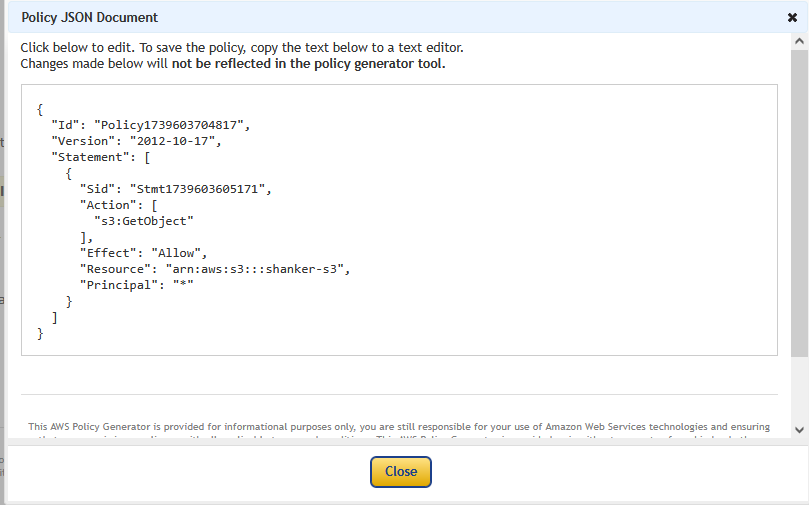 Policy JSON Document
Click below to edit. To save the policy, copy the text below to a text editor.
Changes made below will not be reflected in the policy generator tool.
{
"Id": "Policy1739603704817",
"Version": "2012-10-17",
"Statement": [
{
"Sid": "Stmt1739603605171",
"Action": [
"s3:GetObject"
],
"Effect": "Allow",
"Resource": "arn:aws:s3:::shanker-s3",
"Principal": "*"
}
]
}
This AWS Policy Generator is provided for informational purposes only, you are still responsible for your use of Amazon Web Services technologies and ensuring
Close